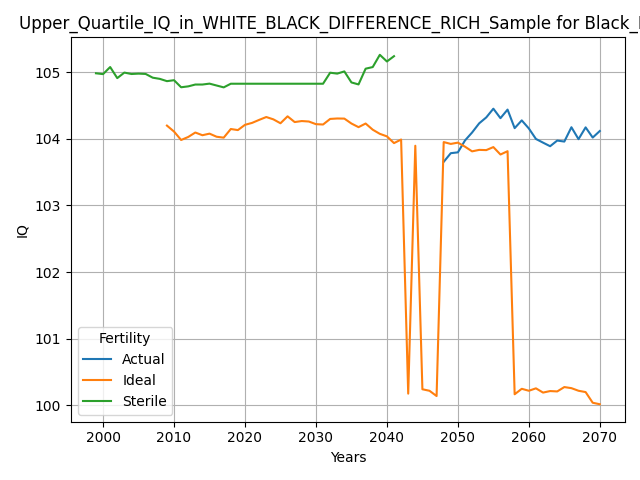 Upper_Quartile_IQ_in_WHITE_BLACK_DIFFERENCE_RICH_Sample for Black_
105
104
103
102
101
100
IQ
Fertility
Actual
Ideal
Sterile
2000 2010 2020 2030 2040 2050 2060 2070
Years